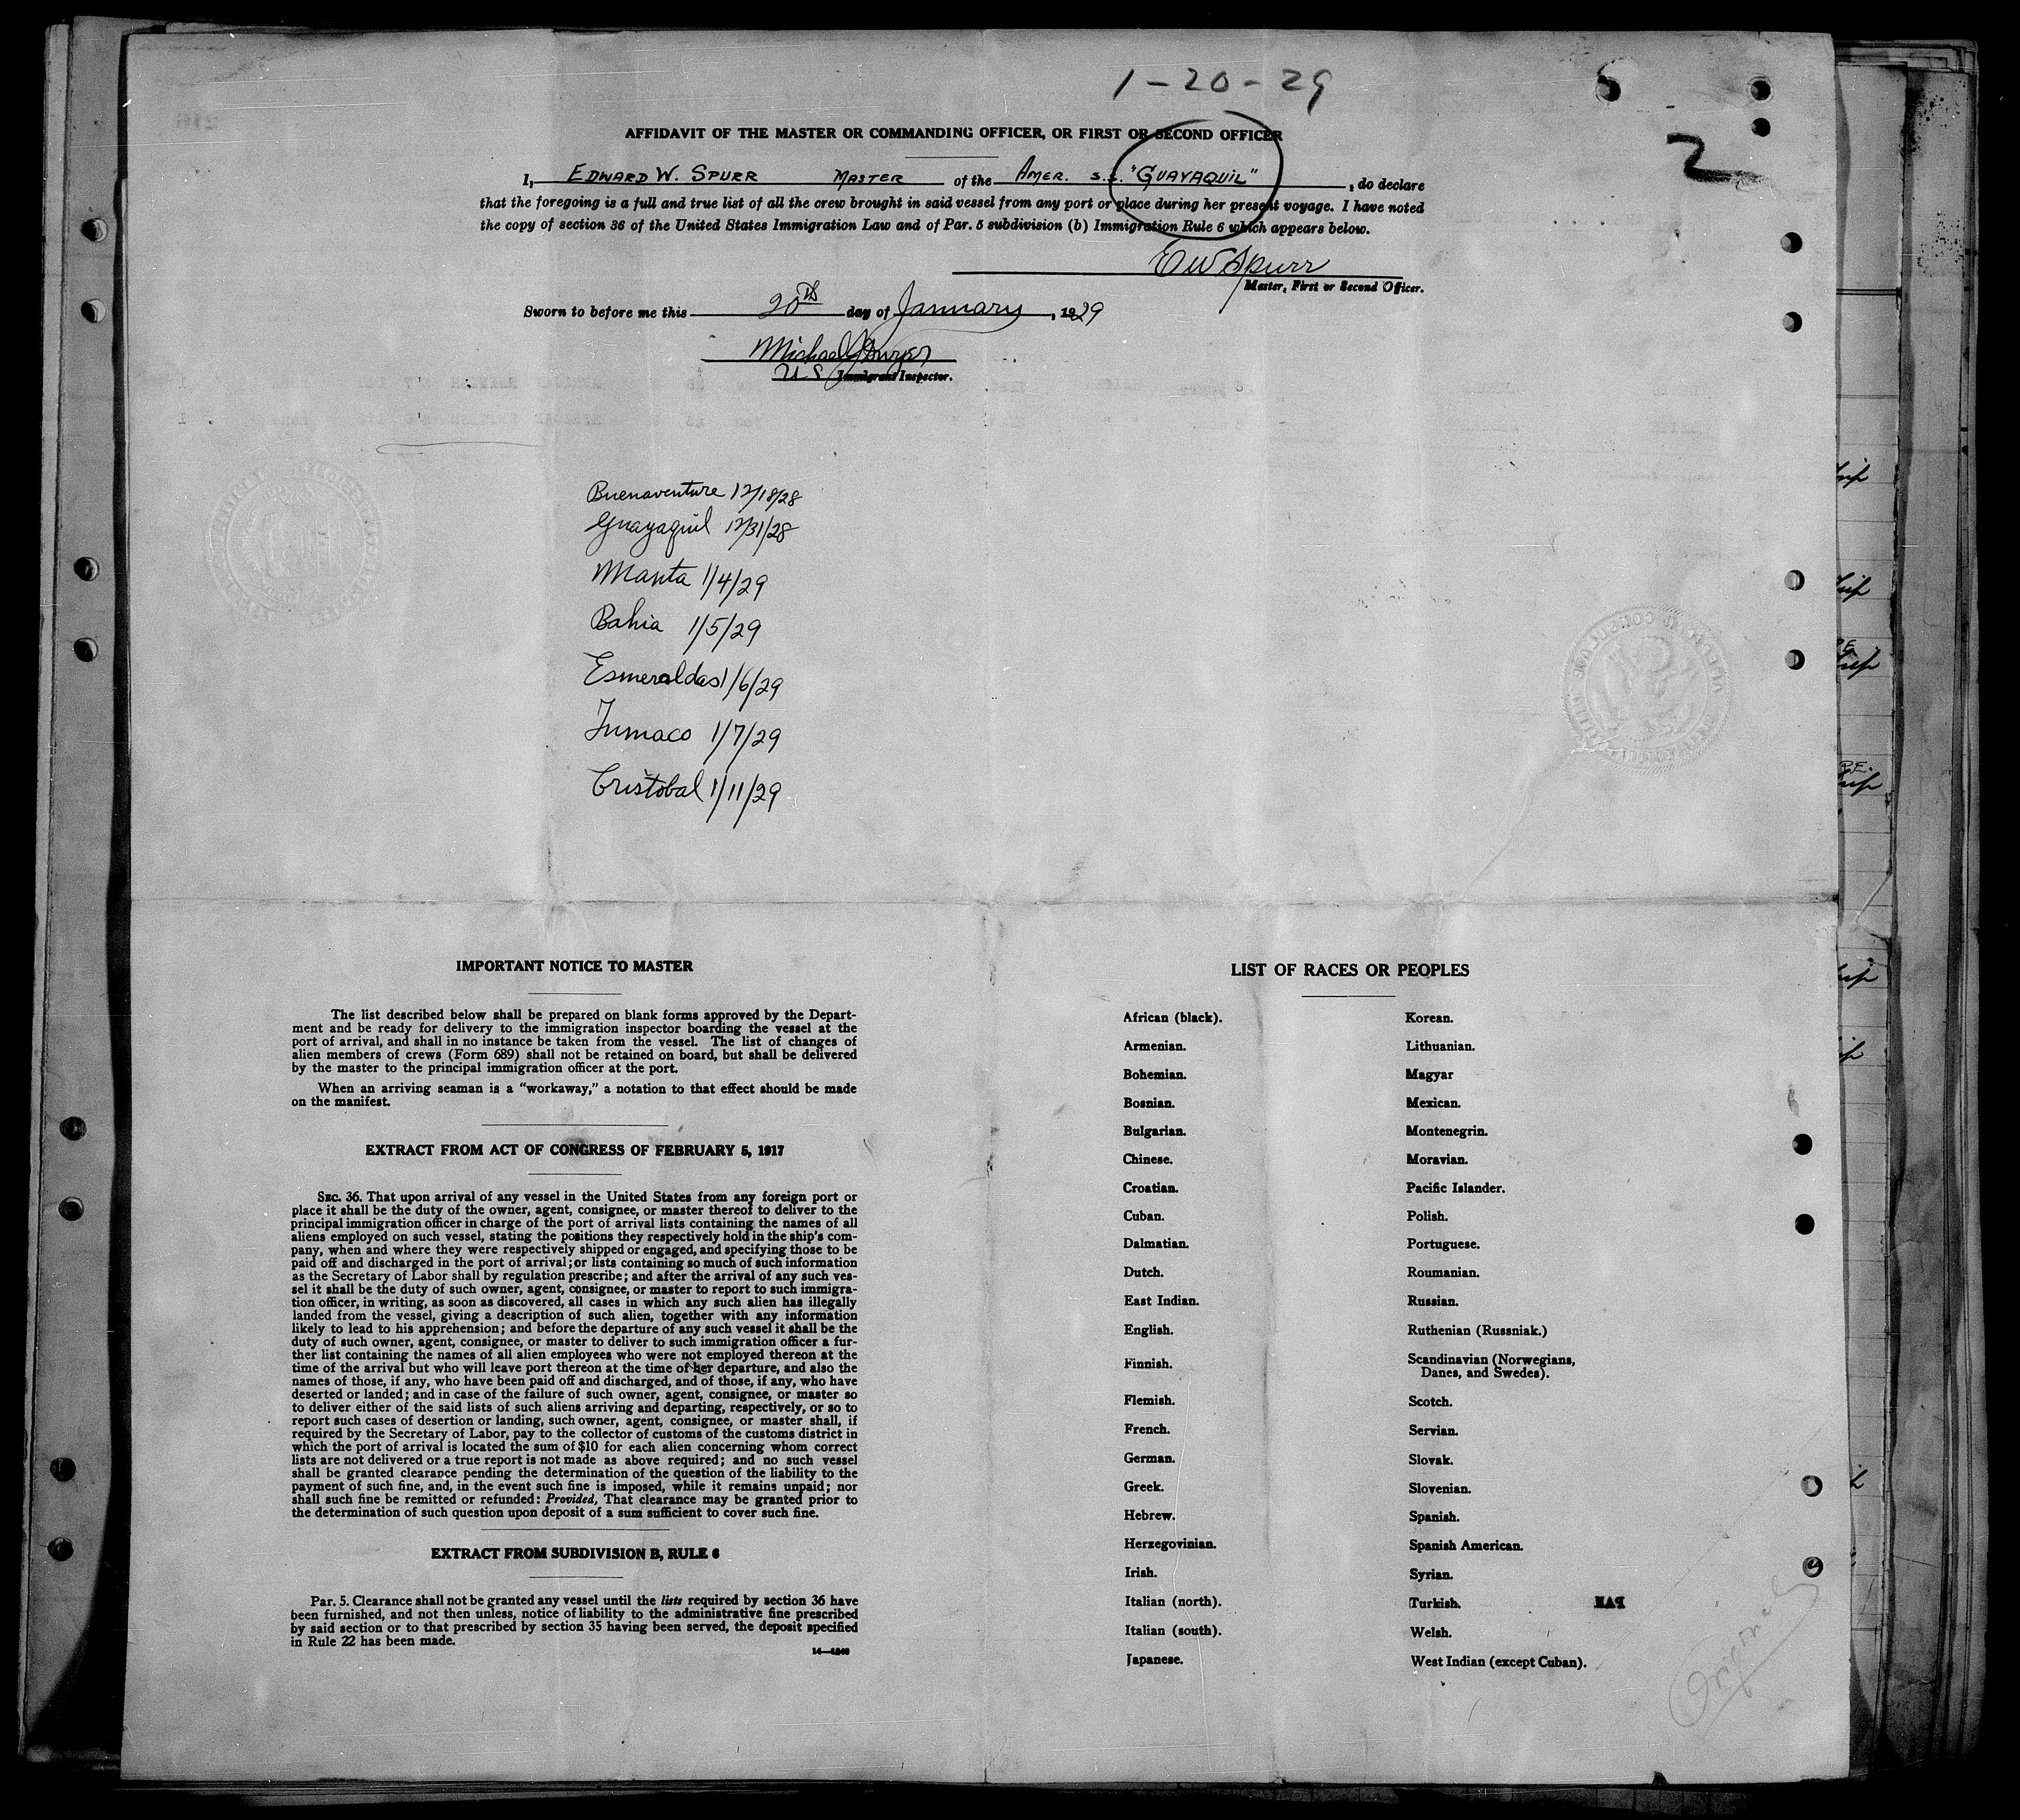 1-20-29
2
AFFIDAVIT OF THE MASTER OR COMMANDING OFFICER, OR FIRST OR SECOND OFFICER
I, EDWARD W. SPURR MASTER of the AMER. S.S. "GUAYAQUIL", do declare
that the foregoing is a full and true list of all the crew brought in said vessel from any port or place during her present voyage. I have noted
the copy of section 36 of the United States Immigration Law and of Par. 5 subdivision (b) Immigration Rule 6 which appears below.
E W Spurr
Master, First or Second Officer.
Sworn to before me this 20th day of January, 1929
Michael
U S Immigrant Inspector.
Buenaventure 12/18/28
Guayaquil 12/31/28
Manta 1/4/29
Bahia 1/5/29
Esmeraldas 1/6/29
Tumaco 1/7/29
Cristobal 1/11/29
IMPORTANT NOTICE TO MASTER
The list described below shall be prepared on blank forms approved by the Depart-
ment and be ready for delivery to the immigration inspector boarding the vessel at the
port of arrival, and shall in no instance be taken from the vessel. The list of changes of
alien members of crews (Form 689) shall not be retained on board, but shall be delivered
by the master to the principal immigration officer at the port.
When an arriving seaman is a "workaway," a notation to that effect should be made
on the manifest.
EXTRACT FROM ACT OF CONGRESS OF FEBRUARY 5, 1917
SEC. 36. That upon arrival of any vessel in the United States from any foreign port or
place it shall be the duty of the owner, agent, consignee, or master thereof to deliver to the
principal immigration officer in charge of the port of arrival lists containing the names of all
aliens employed on such vessel, stating the positions they respectively hold in the ship's com-
pany, when and where they were respectively shipped or engaged, and specifying those to be
paid off and discharged in the port of arrival; or lists containing so much of such information
as the Secretary of Labor shall by regulation prescribe; and after the arrival of any such ves-
sel it shall be the duty of such owner, agent, consignee, or master to report to such immigra-
tion officer, in writing, as soon as discovered, all cases in which any such alien has illegally
landed from the vessel, giving a description of such alien, together with any information
likely to lead to his apprehension; and before the departure of any such vessel it shall be the
duty of such owner, agent, consignee, or master to deliver to such immigration officer a fur-
ther list containing the names of all alien employees who were not employed thereon at the
time of the arrival but who will leave port thereon at the time of her departure, and also the
names of those, if any, who have been paid off and discharged, and of those, if any, who have
deserted or landed; and in case of the failure of such owner, agent, consignee, or master so
to deliver either of the said lists of such aliens arriving and departing, respectively, or so to
report such cases of desertion or landing, such owner, agent, consignee, or master shall, if
required by the Secretary of Labor, pay to the collector of customs of the customs district in
which the port of arrival is located the sum of $10 for each alien concerning whom correct
lists are not delivered or a true report is not made as above required; and no such vessel
shall be granted clearance pending the determination of the question of the liability to the
payment of such fine, and, in the event such fine is imposed, while it remains unpaid; nor
shall such fine be remitted or refunded: Provided, That clearance may be granted prior to
the determination of such question upon deposit of a sum sufficient to cover such fine.
EXTRACT FROM SUBDIVISION B, RULE 6
Par. 5. Clearance shall not be granted any vessel until the lists required by section 36 have
been furnished, and not then unless, notice of liability to the administrative fine prescribed
by said section or to that prescribed by section 35 having been served, the deposit specified
in Rule 22 has been made.
LIST OF RACES OR PEOPLES
African (black).
Armenian.
Bohemian.
Bosnian.
Bulgarian.
Chinese.
Croatian.
Cuban.
Dalmatian.
Dutch.
East Indian.
English.
Finnish.
Flemish.
French.
German.
Greek.
Hebrew.
Herzegovinian.
Irish.
Italian (north).
Italian (south).
Japanese.
Korean.
Lithuanian.
Magyar
Mexican.
Montenegrin.
Moravian.
Pacific Islander.
Polish.
Portuguese.
Roumanian.
Russian.
Ruthenian (Russniak.)
Scandinavian (Norwegians,
Danes, and Swedes).
Scotch.
Servian.
Slovak.
Slovenian.
Spanish.
Spanish American.
Syrian.
Turkish.
Welsh.
West Indian (except Cuban).
Original